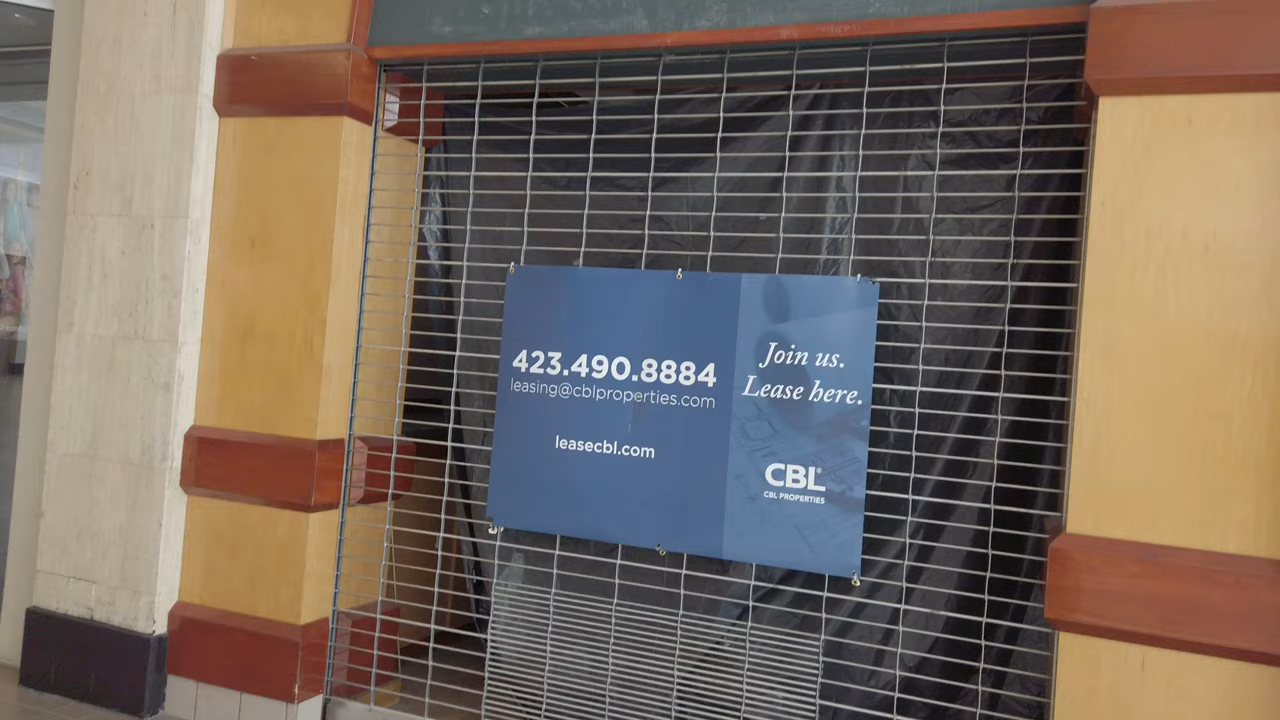 423.490.8884
leasing@cblproperties.com
leasecbl.com
Join us.
Lease here.
CBL®
CBL PROPERTIES